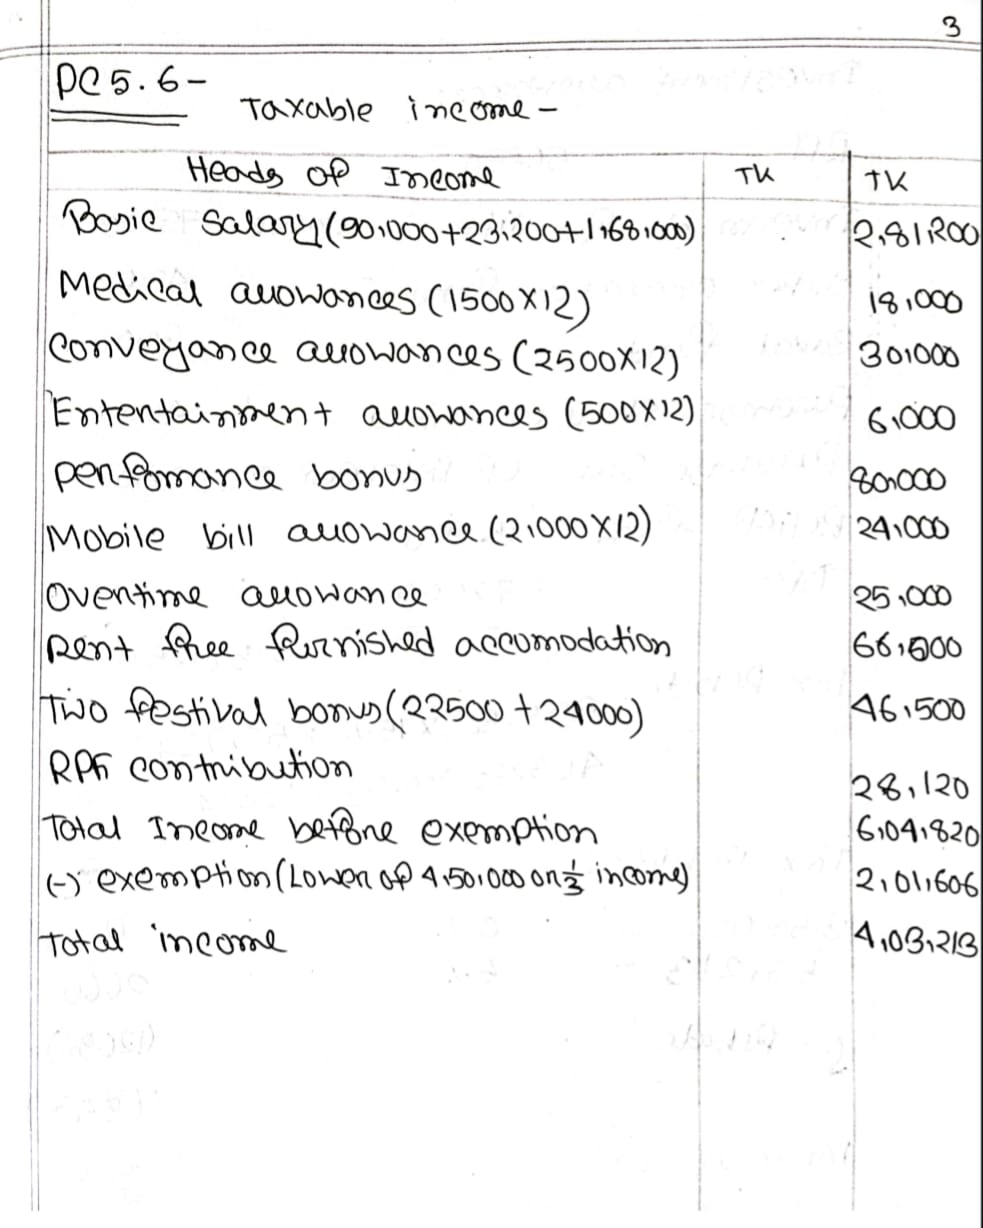 3
PC 5.6-
Taxable income -
Heads of Income TK TK
Basic Salary (90,000+23,200+1,68,000) 2,81,200
Medical allowances (1500X12) 18,000
Conveyance allowances (2500X12) 30,000
Entertainment allowances (500X12) 6,000
Performance bonus 80,000
Mobile bill allowance (2,000X12) 24,000
Overtime allowance 25,000
Rent free furnished accomodation 66,000
Two festival bonus (22500+24000) 46,500
RPF contribution 28,120
Total Income before exemption 6,04,820
(-) exemption (Lower of 4,50,000 or 1/3 income) 2,01,606
Total income 4,03,213